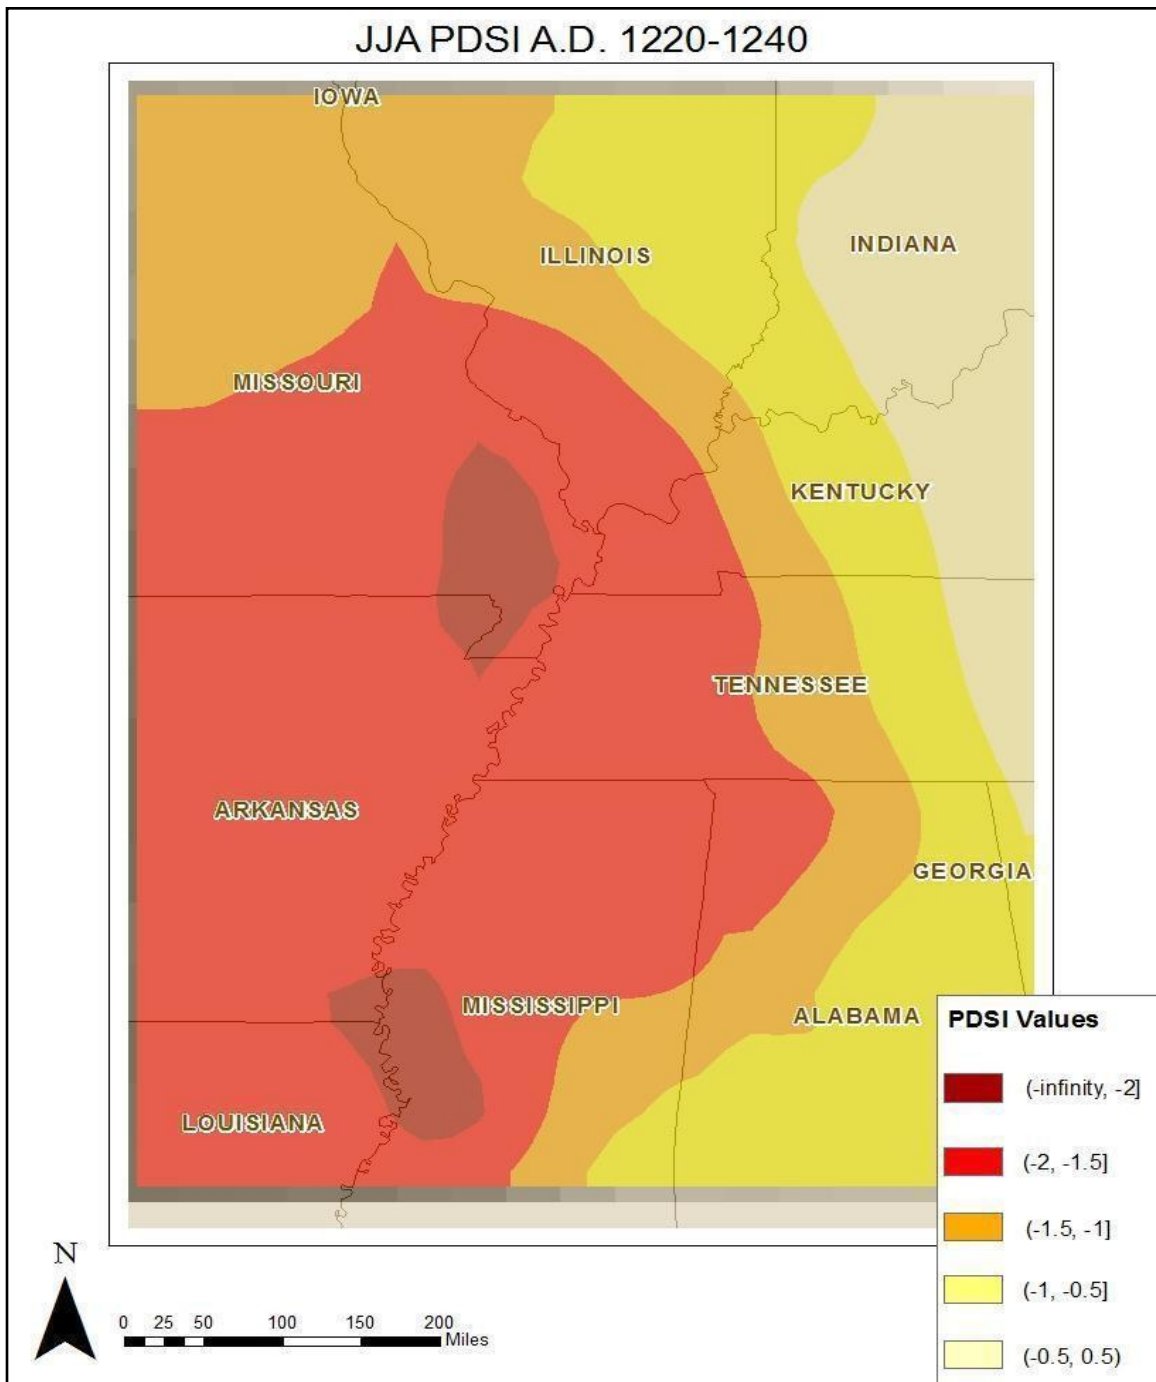 JJA PDSI A.D. 1220-1240
IOWA
ILLINOIS
INDIANA
MISSOURI
KENTUCKY
TENNESSEE
ARKANSAS
GEORGIA
MISSISSIPPI
ALABAMA
LOUISIANA
PDSI Values
(-infinity, -2]
(-2, -1.5]
(-1.5, -1]
(-1, -0.5]
(-0.5, 0.5)
N
0 25 50 100 150 200
Miles